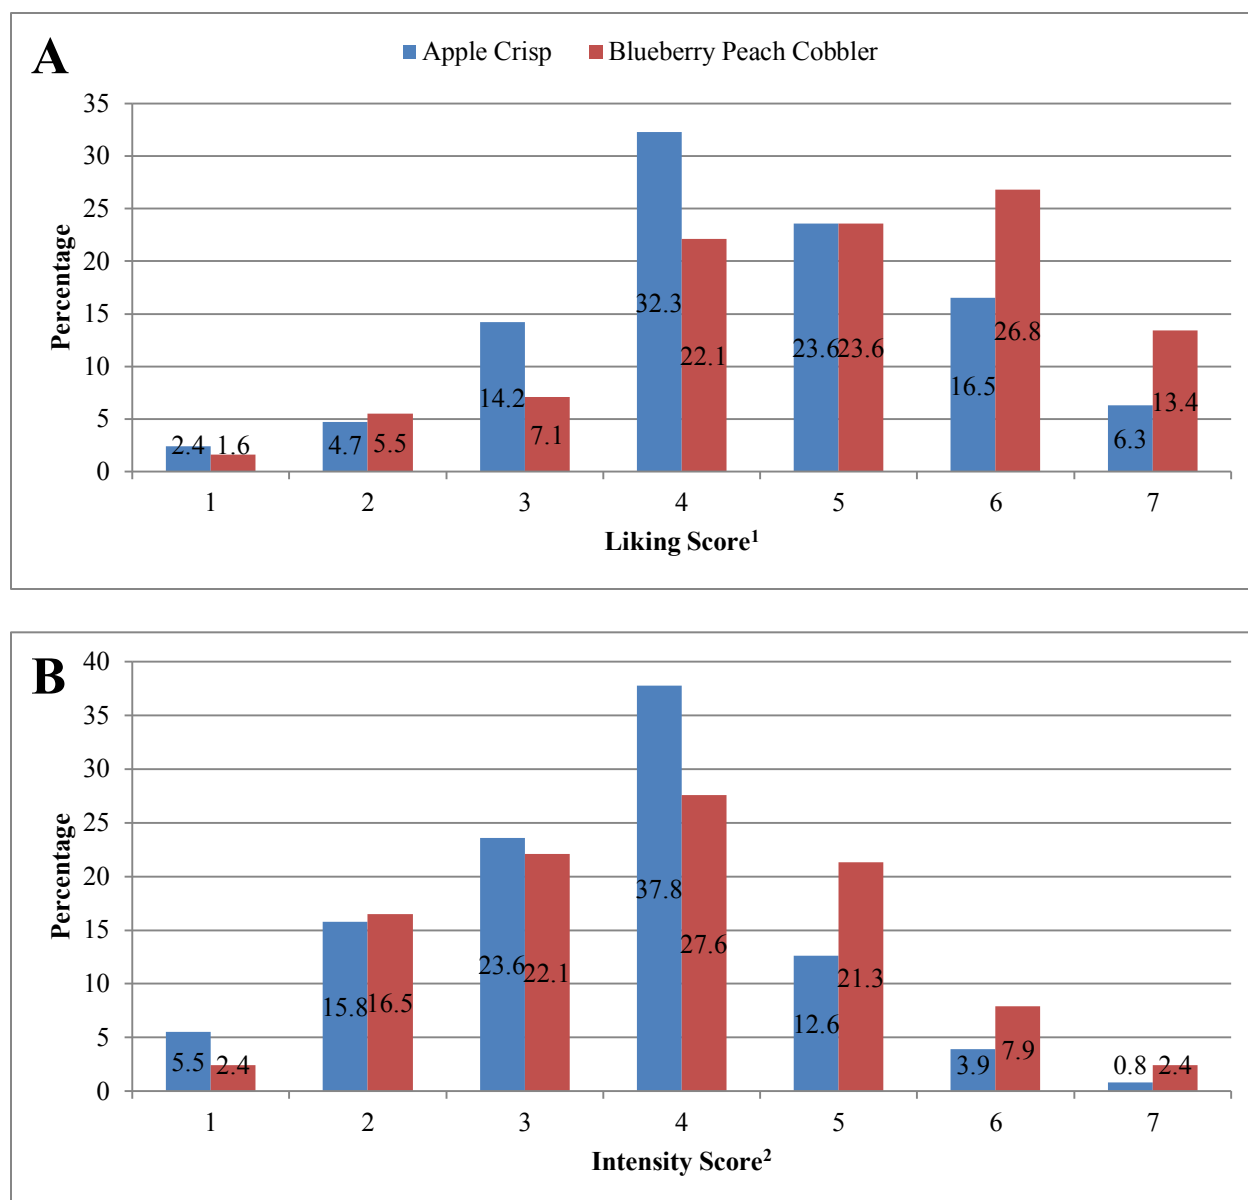 A
Apple Crisp Blueberry Peach Cobbler
35
30
25
20
15
10
5
0
Percentage
2.4 1.6 4.7 5.5 14.2 7.1 32.3 22.1 23.6 23.6 16.5 26.8 6.3 13.4
1 2 3 4 5 6 7
Liking Score¹
B
40
35
30
25
20
15
10
5
0
Percentage
5.5 2.4 15.8 16.5 23.6 22.1 37.8 27.6 12.6 21.3 3.9 7.9 0.8 2.4
1 2 3 4 5 6 7
Intensity Score²